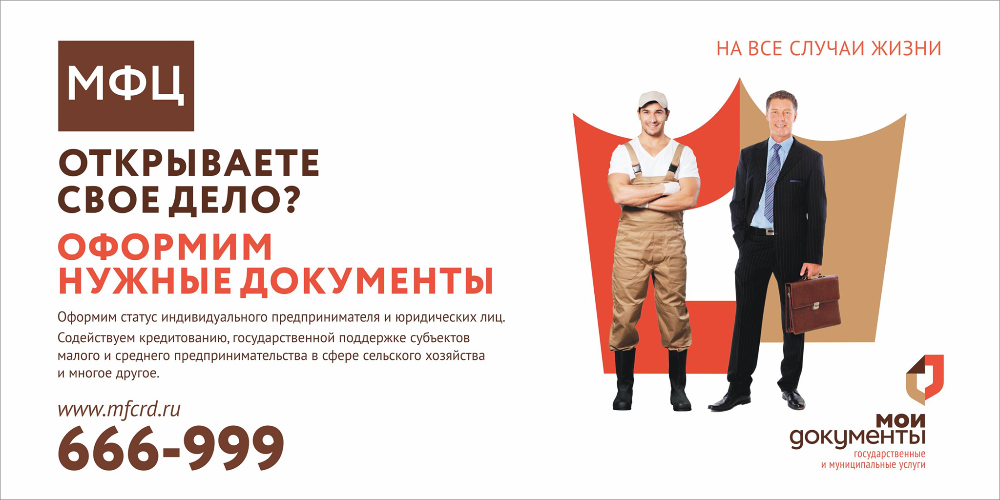 МФЦ
НА ВСЕ СЛУЧАИ ЖИЗНИ
ОТКРЫВАЕТЕ
СВОЕ ДЕЛО?
ОФОРМИМ
НУЖНЫЕ ДОКУМЕНТЫ
Оформим статус индивидуального предпринимателя и юридических лиц.
Содействуем кредитованию, государственной поддержке субъектов
малого и среднего предпринимательства в сфере сельского хозяйства
и многое другое.
www.mfcrd.ru
666-999
мои
документы
государственные
и муниципальные услуги